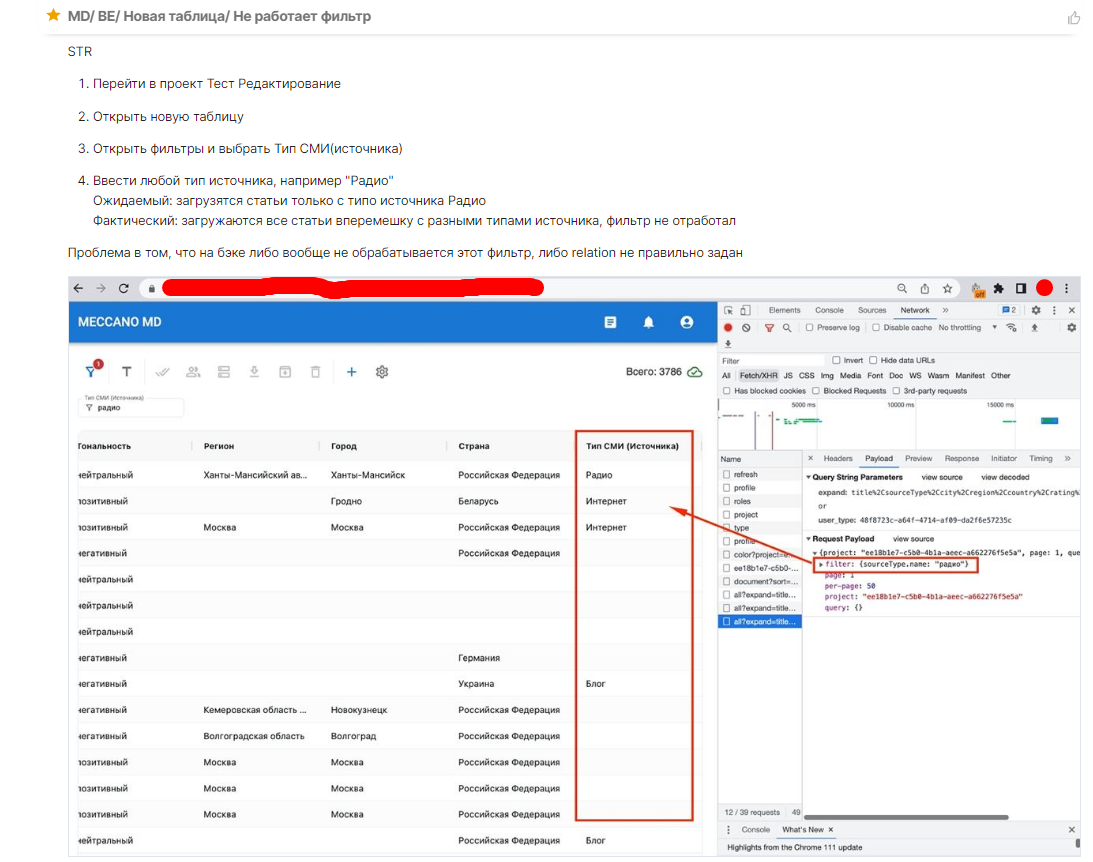 MD/ BE/ Новая таблица/ Не работает фильтр
STR
1. Перейти в проект Тест Редактирование
2. Открыть новую таблицу
3. Открыть фильтры и выбрать Тип СМИ(источника)
4. Ввести любой тип источника, например "Радио"
Ожидаемый: загрузятся статьи только с типо источника Радио
Фактический: загружаются все статьи вперемешку с разными типами источника, фильтр не отработал
Проблема в том, что на бэке либо вообще не обрабатывается этот фильтр, либо relation не правильно задан
off
MECCANO MD
1
T
Всего: 3786
Тип СМИ (Источника)
радио
тональность Регион Город Страна Тип СМИ (Источника)
нейтральный Ханты-Мансийский ав... Ханты-Мансийск Российская Федерация Радио
позитивный Гродно Беларусь Интернет
позитивный Москва Москва Российская Федерация Интернет
негативный Российская Федерация
нейтральный
нейтральный
нейтральный
негативный Германия
негативный Украина Блог
негативный Кемеровская область ... Новокузнецк Российская Федерация
негативный Волгоградская область Волгоград Российская Федерация
позитивный Москва Москва Российская Федерация
позитивный Москва Москва Российская Федерация
позитивный Москва Москва Российская Федерация
нейтральный Российская Федерация Блог
Elements Console Sources Network » 2
Preserve log Disable cache No throttling
Filter Invert Hide data URLs
All Fetch/XHR JS CSS Img Media Font Doc WS Wasm Manifest Other
Has blocked cookies Blocked Requests 3rd-party requests
5000 ms 10000 ms 15000 ms
Name
refresh
profile
roles
project
type
profile
color?project=e...
ee18b1e7-c5b0-...
document?sort=...
all?expand=title...
all?expand=title...
all?expand=title...
Headers Payload Preview Response Initiator Timing »
Query String Parameters view source view decoded
expand: title%2CsourceType%2Ccity%2Cregion%2Ccountry%2Crating%
or
user_type: 48f8723c-a64f-4714-af09-da2f6e57235c
Request Payload view source
{project: "ee18b1e7-c5b0-4b1a-aeec-a662276f5e5a", page: 1, que
filter: {sourceType.name: "радио"}
page: 1
per-page: 50
project: "ee18b1e7-c5b0-4b1a-aeec-a662276f5e5a"
query: {}
12 / 39 requests 49
Console What's New
Highlights from the Chrome 111 update